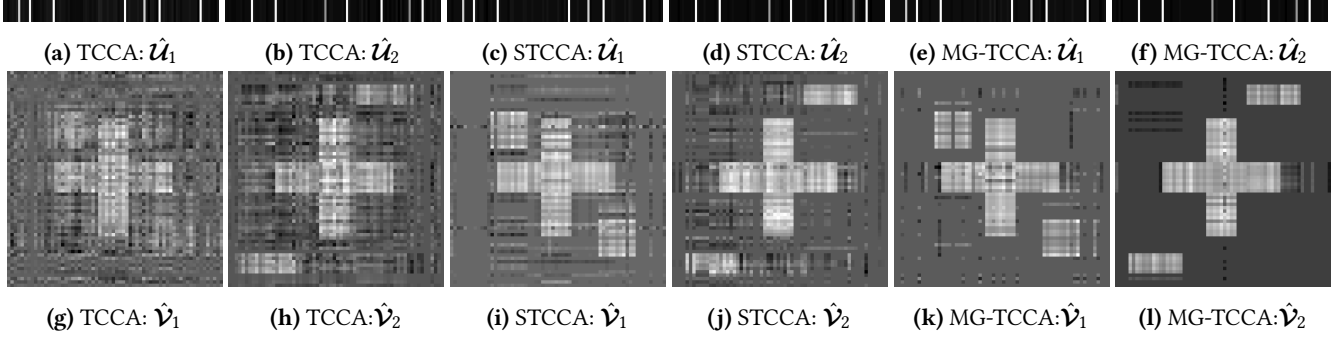 (a) TCCA: 𝓤̂₁ (b) TCCA: 𝓤̂₂ (c) STCCA: 𝓤̂₁ (d) STCCA: 𝓤̂₂ (e) MG-TCCA: 𝓤̂₁ (f) MG-TCCA: 𝓤̂₂
(g) TCCA: 𝓥̂₁ (h) TCCA:𝓥̂₂ (i) STCCA: 𝓥̂₁ (j) STCCA: 𝓥̂₂ (k) MG-TCCA:𝓥̂₁ (l) MG-TCCA:𝓥̂₂